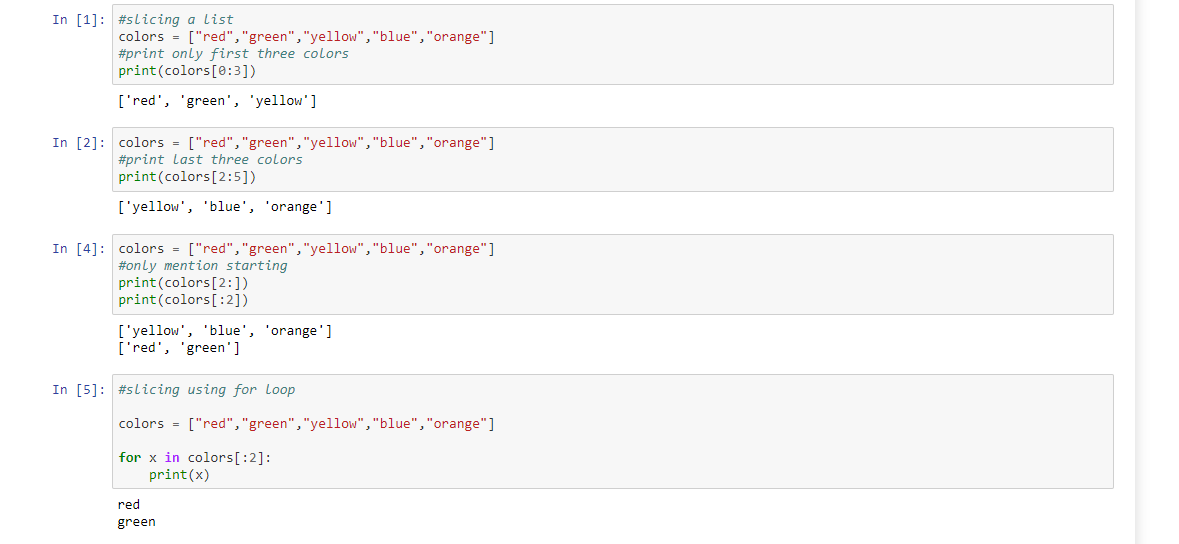 In [1]: #slicing a list
colors = ["red","green","yellow","blue","orange"]
#print only first three colors
print(colors[0:3])
['red', 'green', 'yellow']
In [2]: colors = ["red","green","yellow","blue","orange"]
#print last three colors
print(colors[2:5])
['yellow', 'blue', 'orange']
In [4]: colors = ["red","green","yellow","blue","orange"]
#only mention starting
print(colors[2:])
print(colors[:2])
['yellow', 'blue', 'orange']
['red', 'green']
In [5]: #slicing using for loop
colors = ["red","green","yellow","blue","orange"]
for x in colors[:2]:
    print(x)
red
green